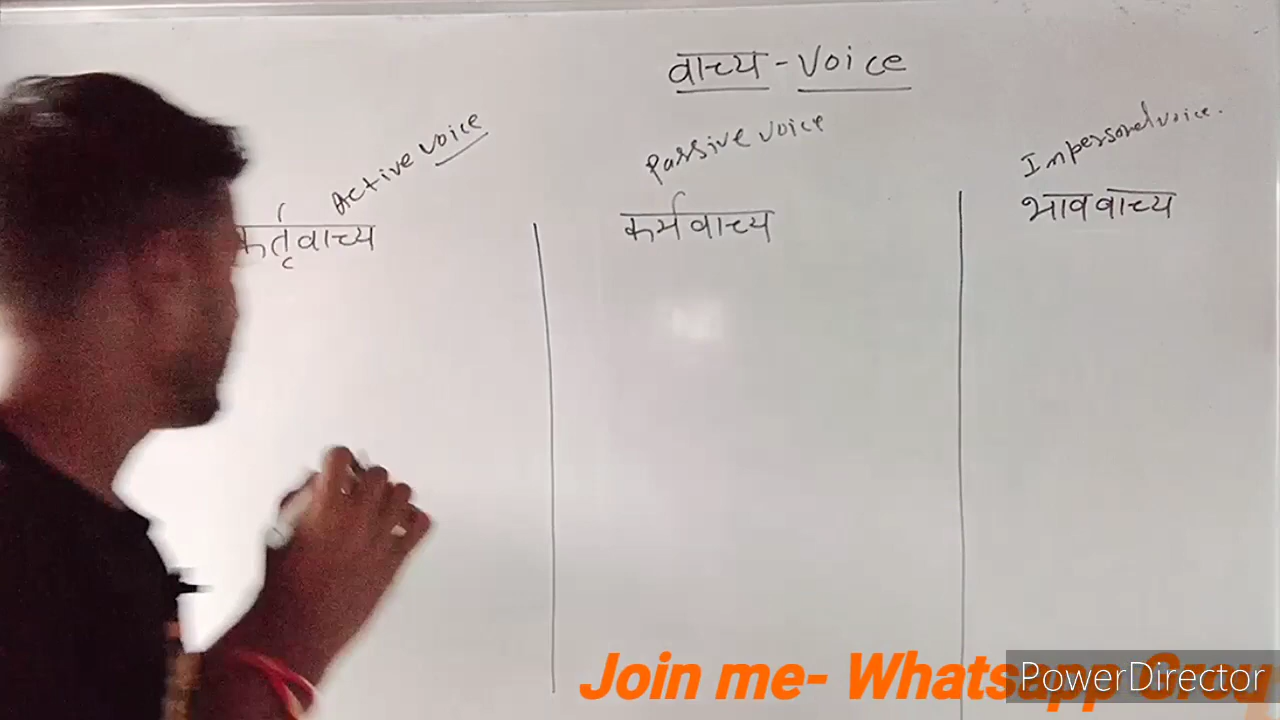 वाच्य - Voice
Active voice
Passive voice
Impersonal voice.
कर्तृवाच्य
कर्मवाच्य
भाववाच्य
Join me- Whatsapp
PowerDirector